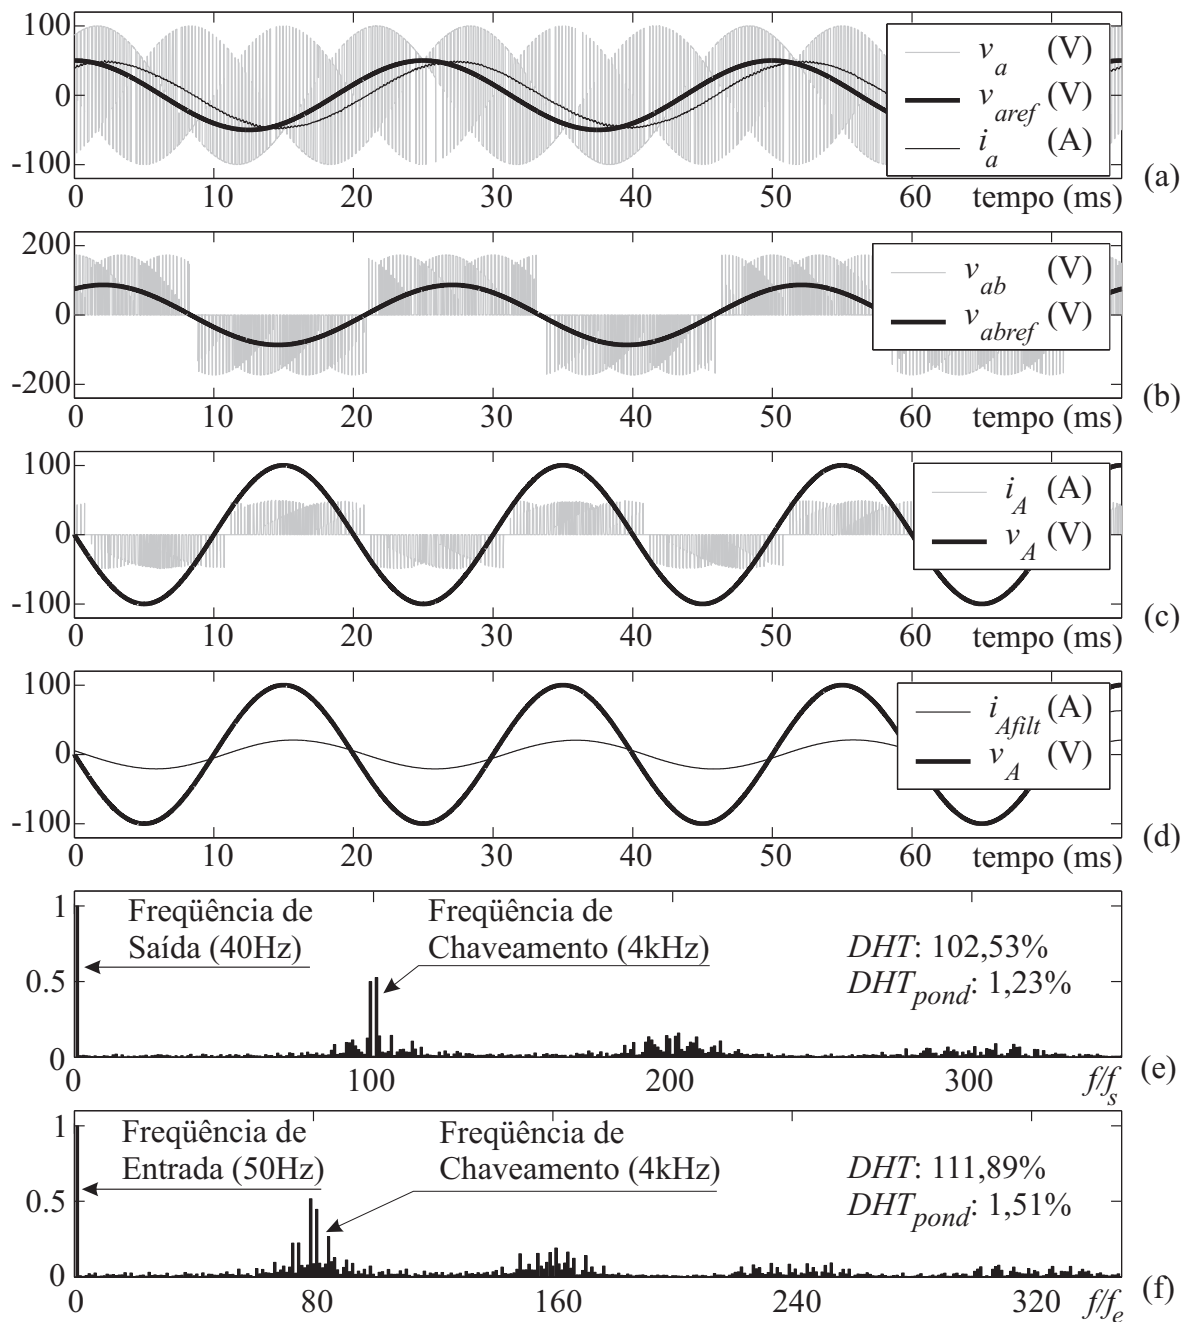 100
0
-100
v_a (V)
v_aref (V)
i_a (A)
0 10 20 30 40 50 60 tempo (ms)
(a)
200
0
-200
v_ab (V)
v_abref (V)
0 10 20 30 40 50 60 tempo (ms)
(b)
100
0
-100
i_A (A)
v_A (V)
0 10 20 30 40 50 60 tempo (ms)
(c)
100
0
-100
i_Afilt (A)
v_A (V)
0 10 20 30 40 50 60 tempo (ms)
(d)
1
0.5
0
Freqüência de
Saída (40Hz)
Freqüência de
Chaveamento (4kHz)
DHT: 102,53%
DHT_pond: 1,23%
0 100 200 300 f/f_s
(e)
1
0.5
0
Freqüência de
Entrada (50Hz)
Freqüência de
Chaveamento (4kHz)
DHT: 111,89%
DHT_pond: 1,51%
0 80 160 240 320 f/f_e
(f)